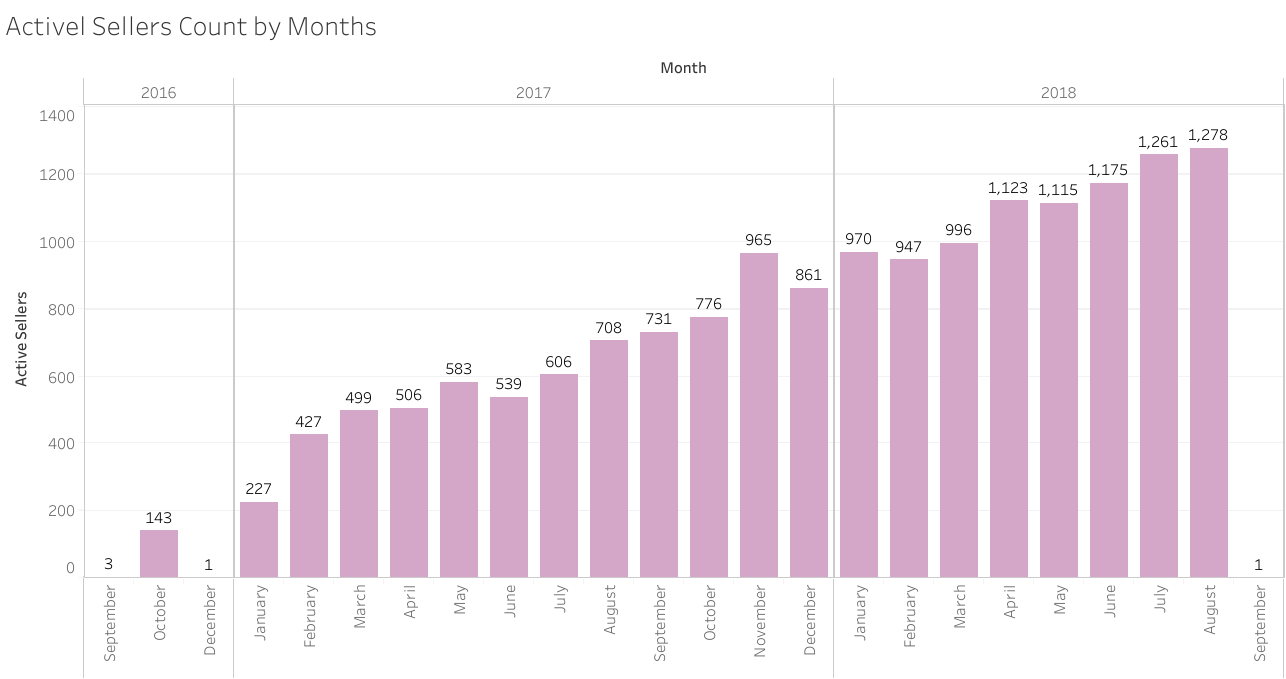 Activel Sellers Count by Months
Month
2016 2017 2018
1400
1200
1000
800
600
400
200
0
Active Sellers
3 143 1 227 427 499 506 583 539 606 708 731 776 965 861 970 947 996 1,123 1,115 1,175 1,261 1,278 1
September October December January February March April May June July August September October November December January February March April May June July August September